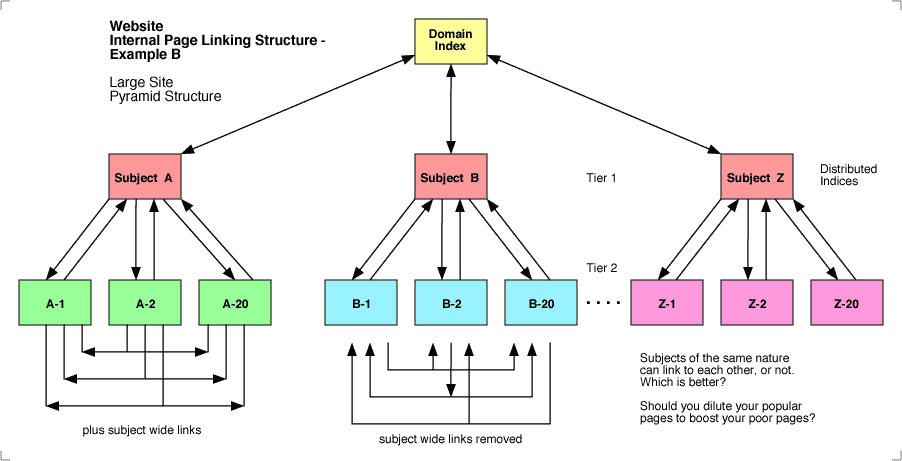 Website
Internal Page Linking Structure -
Example B
Large Site
Pyramid Structure
Domain
Index
Subject A
Subject B
Tier 1
Subject Z
Distributed
Indices
Tier 2
A-1
A-2
A-20
B-1
B-2
B-20
. . . .
Z-1
Z-2
Z-20
Subjects of the same nature
can link to each other, or not.
Which is better?
Should you dilute your popular
pages to boost your poor pages?
plus subject wide links
subject wide links removed